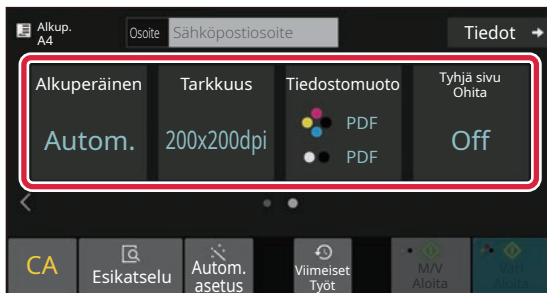 Alkup.
A4
Osoite
Sähköpostiosoite
Tiedot
Alkuperäinen
Autom.
Tarkkuus
200x200dpi
Tiedostomuoto
PDF
PDF
Tyhjä sivu
Ohita
Off
CA
Esikatselu
Autom.
asetus
Viimeiset
Työt
M/V
Aloita
Väri
Aloita